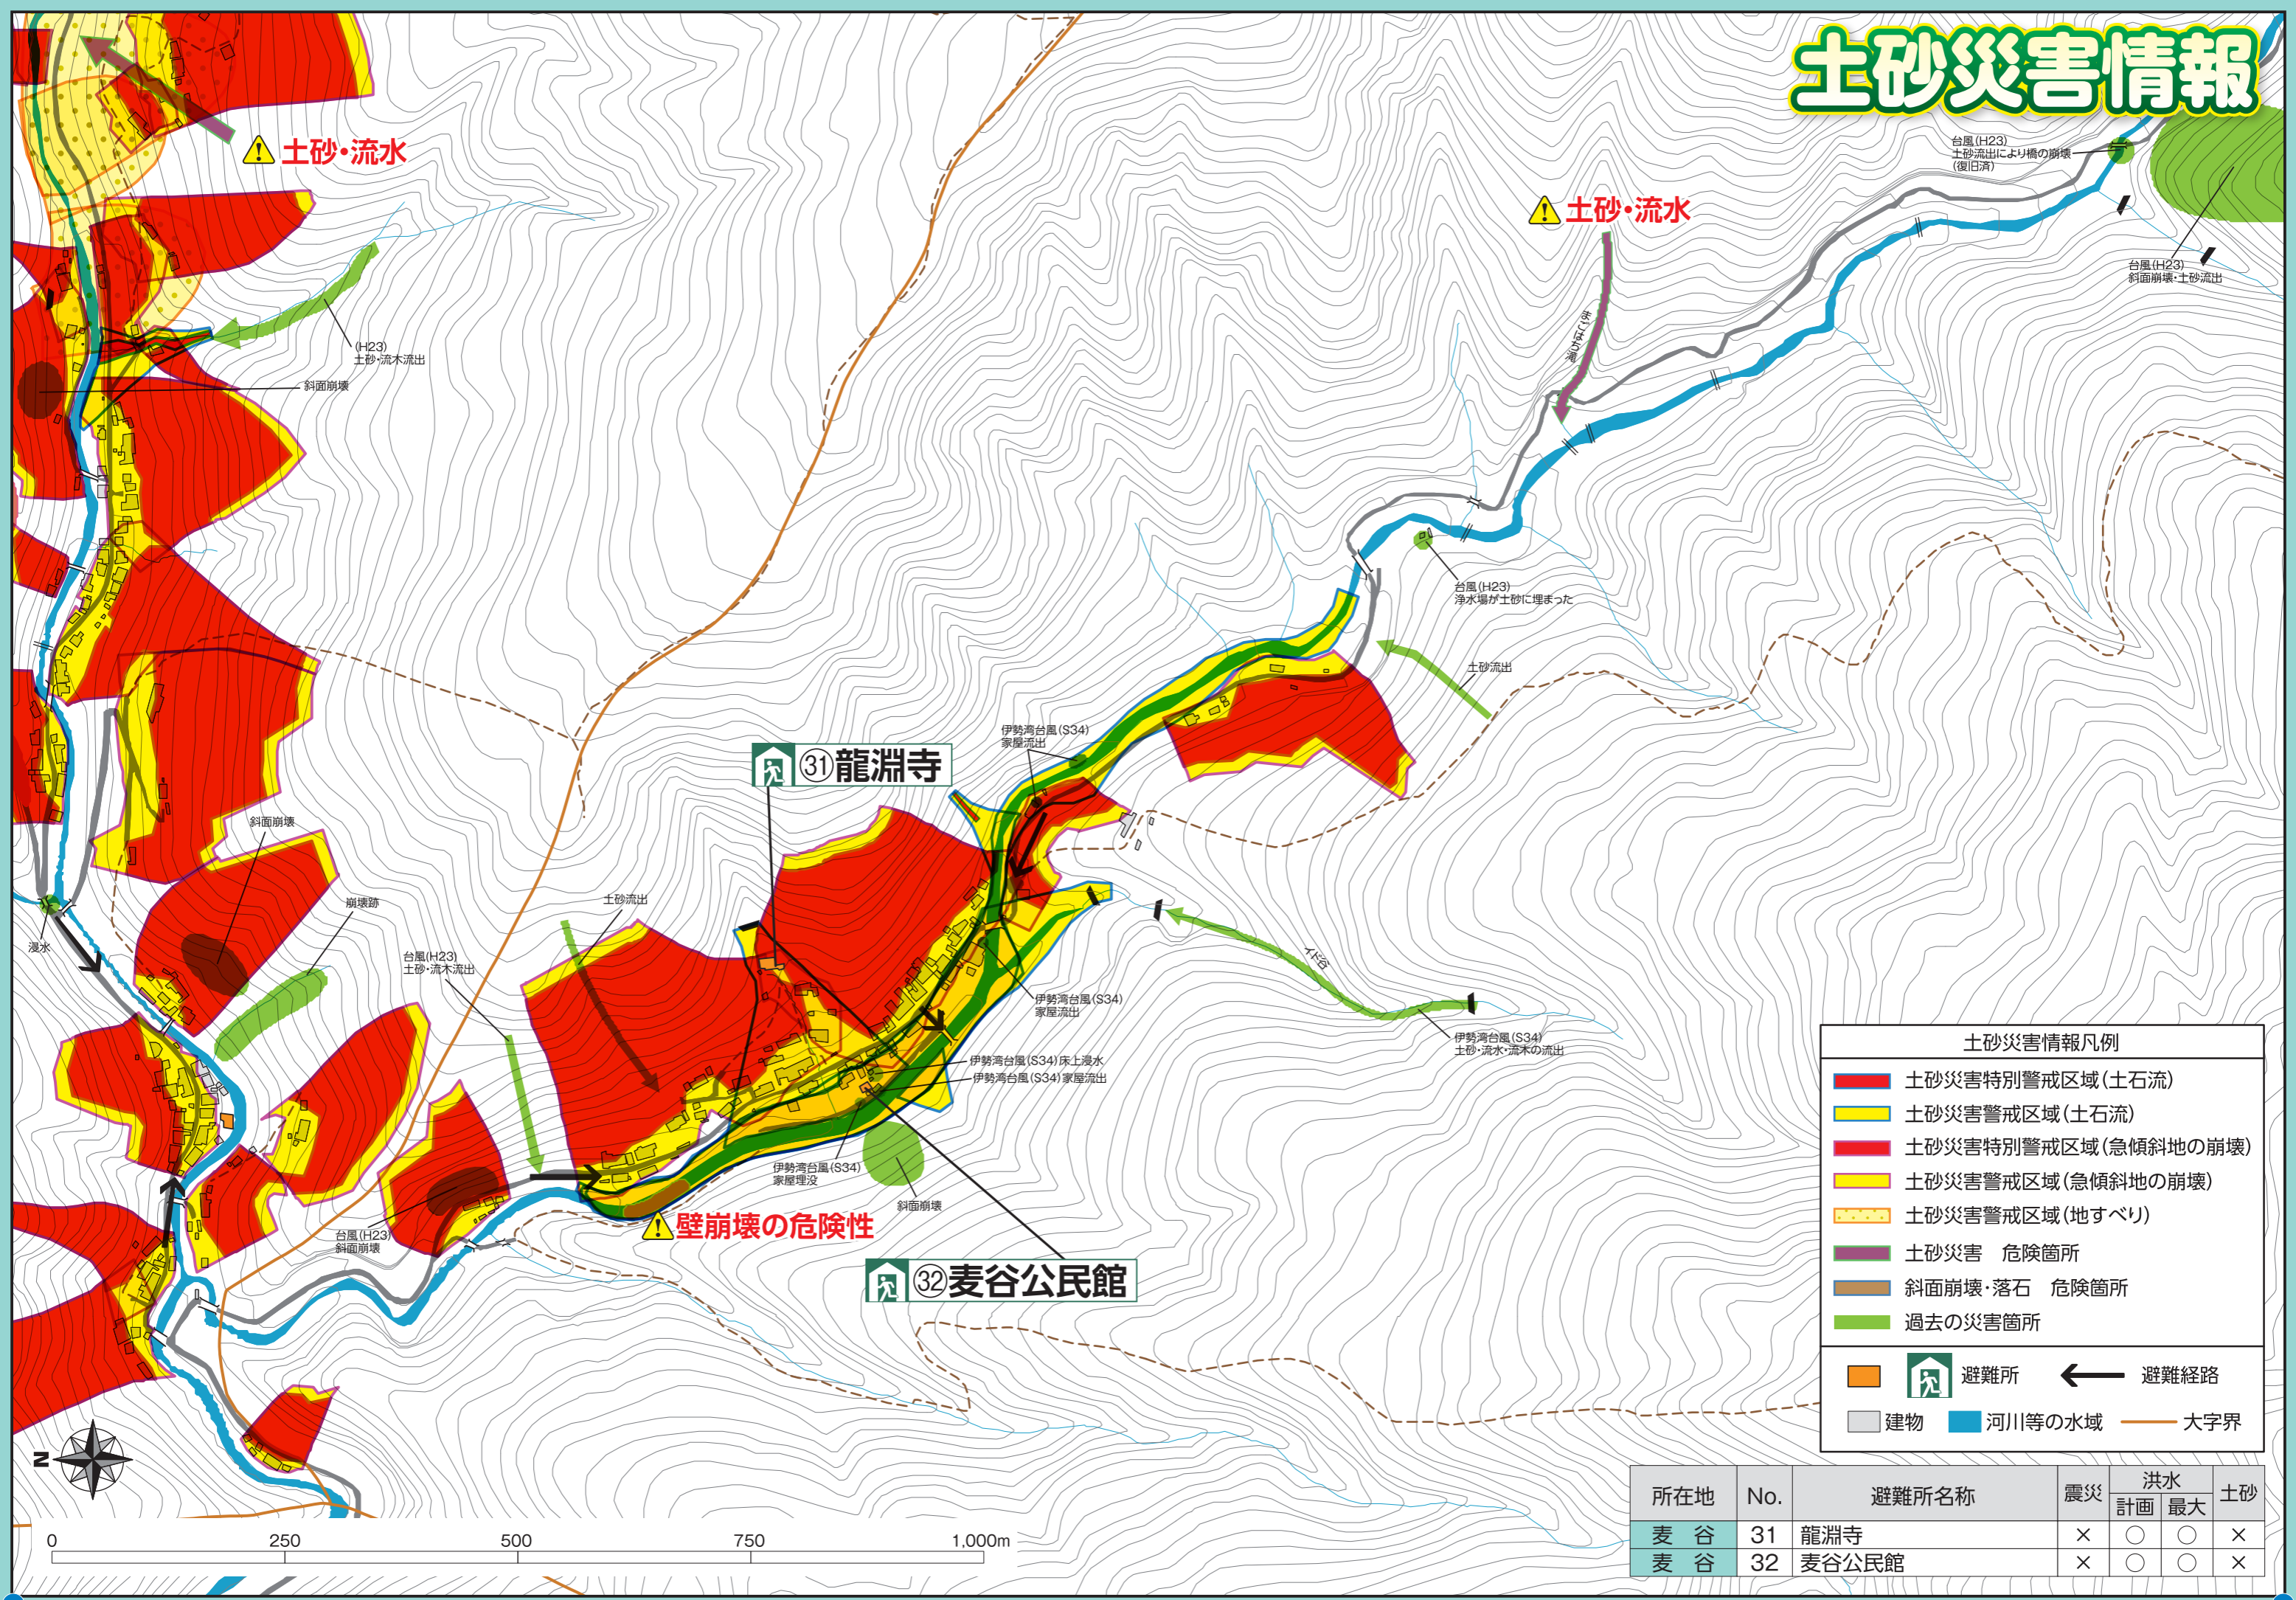 土砂災害情報
土砂・流水
土砂・流水
台風(H23)
土砂流出により橋の崩壊
(復旧済)
台風(H23)
斜面崩壊・土砂流出
まごはち滝
(H23)
土砂・流木流出
斜面崩壊
台風(H23)
浄水場が土砂に埋まった
土砂流出
伊勢湾台風(S34)
家屋流出
㉛龍淵寺
斜面崩壊
崩壊跡
土砂流出
浸水
台風(H23)
土砂・流木流出
イド谷
伊勢湾台風(S34)
家屋流出
伊勢湾台風(S34)
土砂・流水・流木の流出
伊勢湾台風(S34)床上浸水
伊勢湾台風(S34)家屋流出
伊勢湾台風(S34)
家屋埋没
斜面崩壊
台風(H23)
斜面崩壊
壁崩壊の危険性
㉜麦谷公民館
土砂災害情報凡例
土砂災害特別警戒区域(土石流)
土砂災害警戒区域(土石流)
土砂災害特別警戒区域(急傾斜地の崩壊)
土砂災害警戒区域(急傾斜地の崩壊)
土砂災害警戒区域(地すべり)
土砂災害 危険箇所
斜面崩壊・落石 危険箇所
過去の災害箇所
避難所 避難経路
建物 河川等の水域 大字界
N
0 250 500 750 1,000m
所在地 No. 避難所名称 震災 洪水 土砂
計画 最大
麦 谷 31 龍淵寺 × ○ ○ ×
麦 谷 32 麦谷公民館 × ○ ○ ×